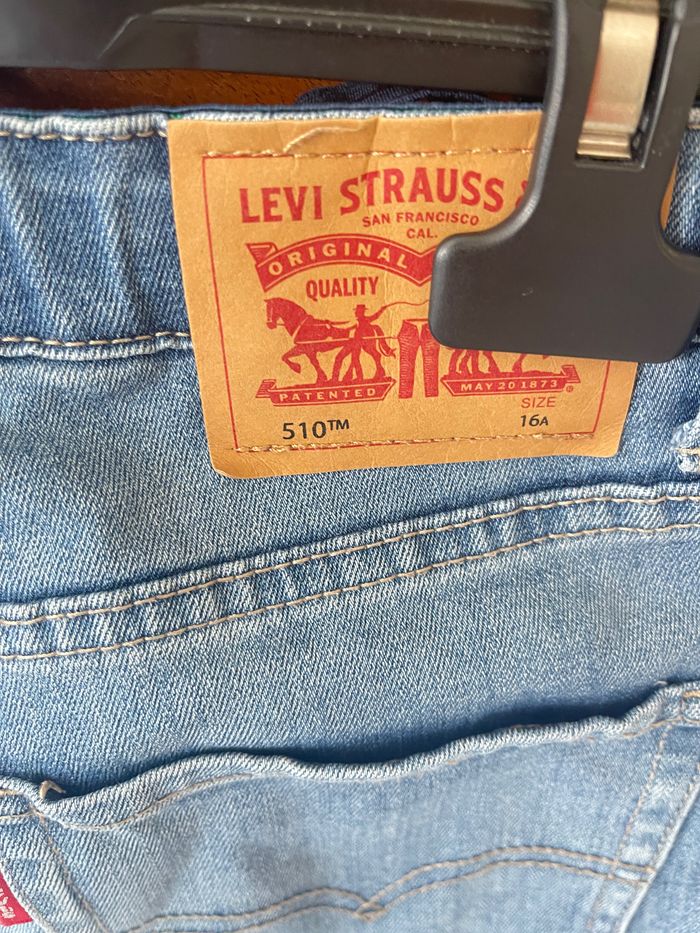 LEVI STRAUSS
SAN FRANCISCO
CAL.
ORIGINAL
QUALITY
PATENTED
MAY 20 1873
SIZE
510™
16A